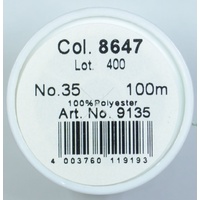 Col. 8647
Lot. 400
No.35 100m
100%Polyester
Art. No. 9135
4 003760 119193